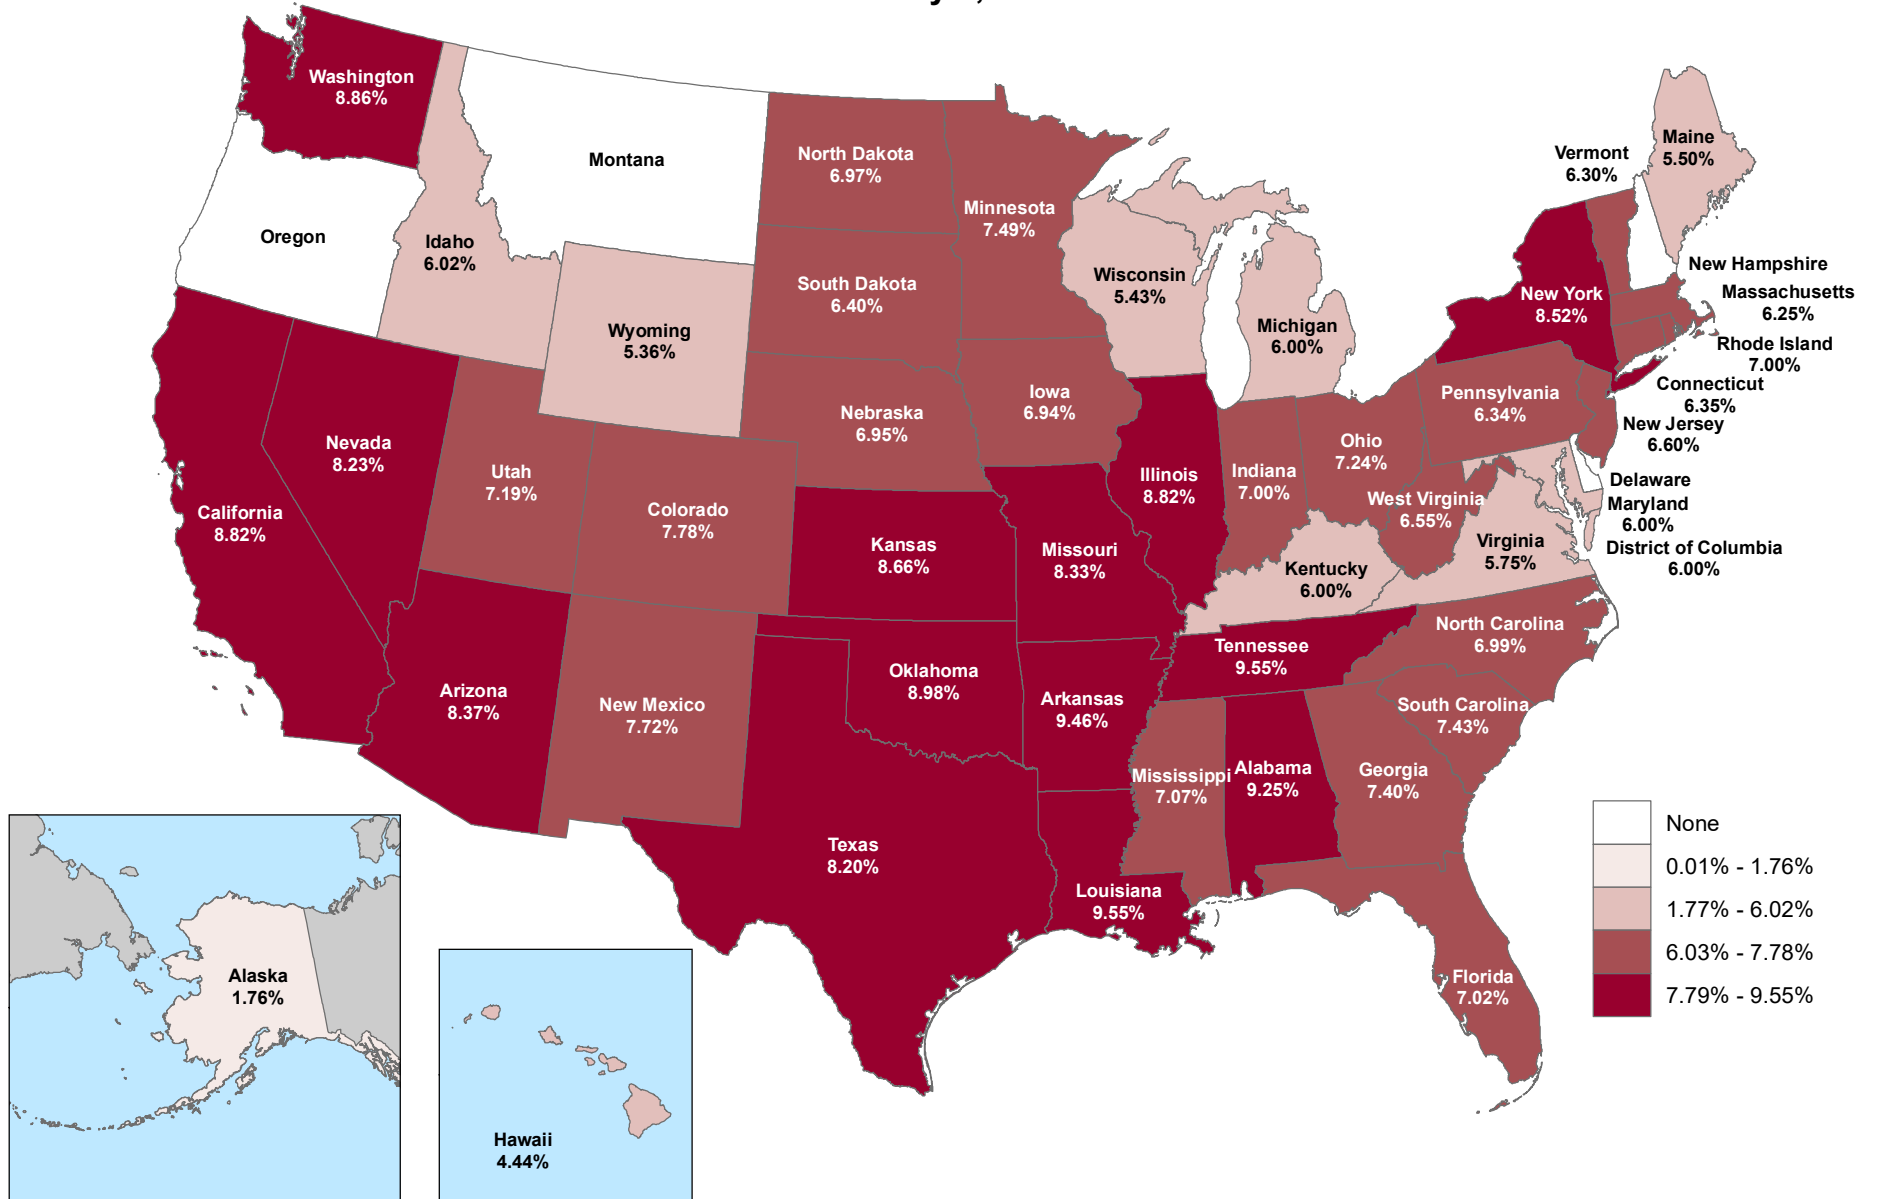 Washington
8.86%
Montana
North Dakota
6.97%
Minnesota
7.49%
Vermont
6.30%
Maine
5.50%
Oregon
Idaho
6.02%
Wisconsin
5.43%
South Dakota
6.40%
New Hampshire
Massachusetts
6.25%
New York
8.52%
Wyoming
5.36%
Michigan
6.00%
Rhode Island
7.00%
Connecticut
6.35%
Pennsylvania
6.34%
Iowa
6.94%
Nebraska
6.95%
New Jersey
6.60%
Nevada
8.23%
Utah
7.19%
Ohio
7.24%
Illinois
8.82%
Indiana
7.00%
Delaware
West Virginia
6.55%
Maryland
6.00%
California
8.82%
Colorado
7.78%
Kansas
8.66%
Missouri
8.33%
Virginia
5.75%
District of Columbia
6.00%
Kentucky
6.00%
North Carolina
6.99%
Tennessee
9.55%
Oklahoma
8.98%
Arizona
8.37%
New Mexico
7.72%
Arkansas
9.46%
South Carolina
7.43%
Mississippi
7.07%
Alabama
9.25%
Georgia
7.40%
Texas
8.20%
Louisiana
9.55%
Florida
7.02%
Alaska
1.76%
Hawaii
4.44%
None
0.01% - 1.76%
1.77% - 6.02%
6.03% - 7.78%
7.79% - 9.55%